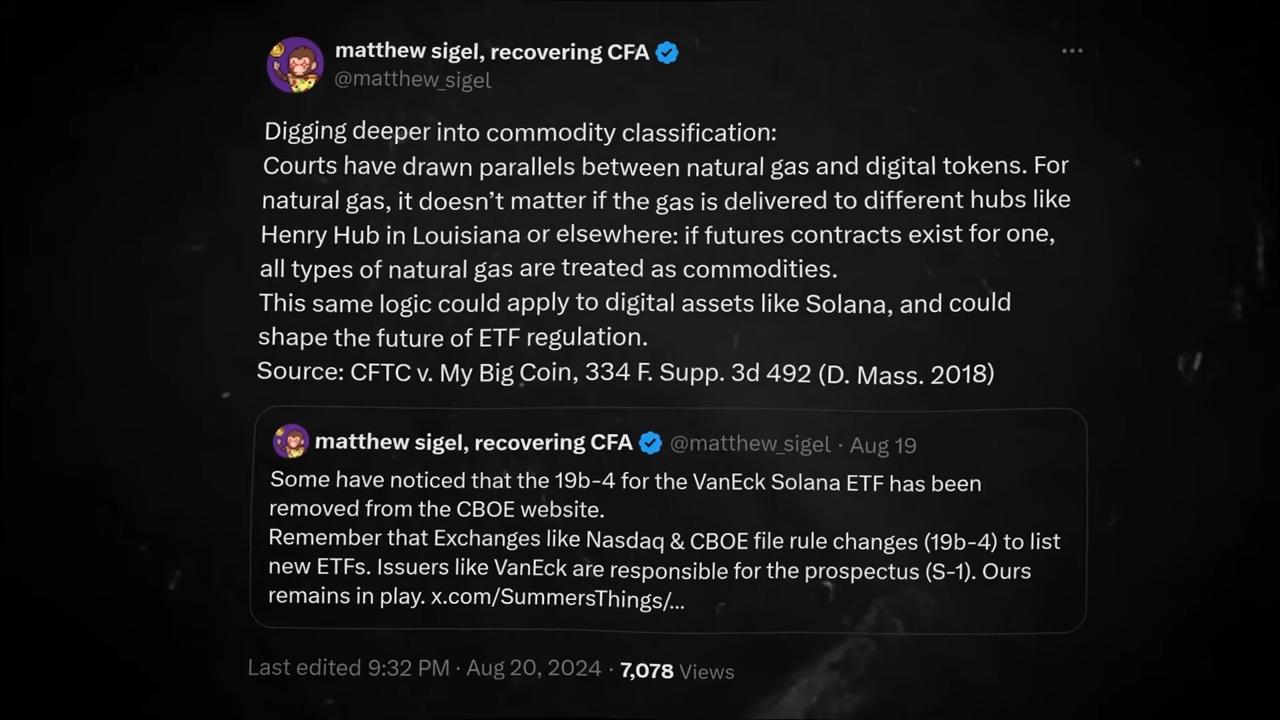 matthew sigel, recovering CFA
@matthew_sigel
Digging deeper into commodity classification:
Courts have drawn parallels between natural gas and digital tokens. For
natural gas, it doesn’t matter if the gas is delivered to different hubs like
Henry Hub in Louisiana or elsewhere: if futures contracts exist for one,
all types of natural gas are treated as commodities.
This same logic could apply to digital assets like Solana, and could
shape the future of ETF regulation.
Source: CFTC v. My Big Coin, 334 F. Supp. 3d 492 (D. Mass. 2018)
matthew sigel, recovering CFA @matthew_sigel · Aug 19
Some have noticed that the 19b-4 for the VanEck Solana ETF has been
removed from the CBOE website.
Remember that Exchanges like Nasdaq & CBOE file rule changes (19b-4) to list
new ETFs. Issuers like VanEck are responsible for the prospectus (S-1). Ours
remains in play. x.com/SummersThings/...
Last edited 9:32 PM · Aug 20, 2024 · 7,078 Views